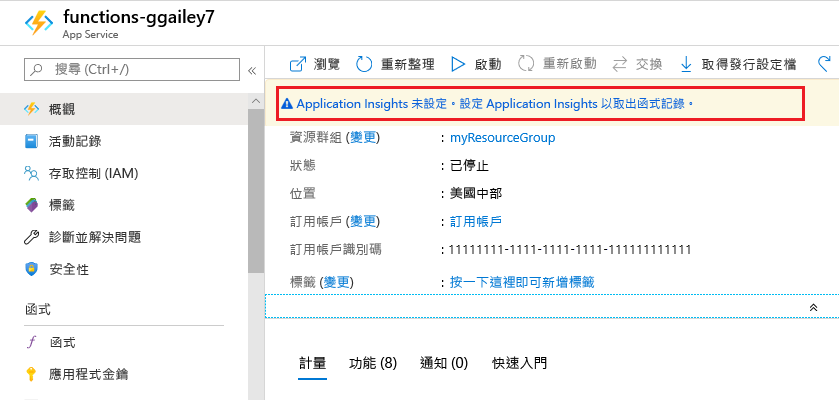 functions-ggailey7
App Service
搜尋 (Ctrl+/)
«
概觀
活動記錄
存取控制 (IAM)
標籤
診斷並解決問題
安全性
函式
函式
應用程式金鑰
瀏覽 重新整理 啟動 重新啟動 交換 取得發行設定檔
Application Insights 未設定。設定 Application Insights 以取出函式記錄。
資源群組 (變更) : myResourceGroup
狀態 : 已停止
位置 : 美國中部
訂用帳戶 (變更) : 訂用帳戶
訂用帳戶識別碼 : 11111111-1111-1111-1111-111111111111
標籤 (變更) : 按一下這裡即可新增標籤
計量 功能 (8) 通知 (0) 快速入門